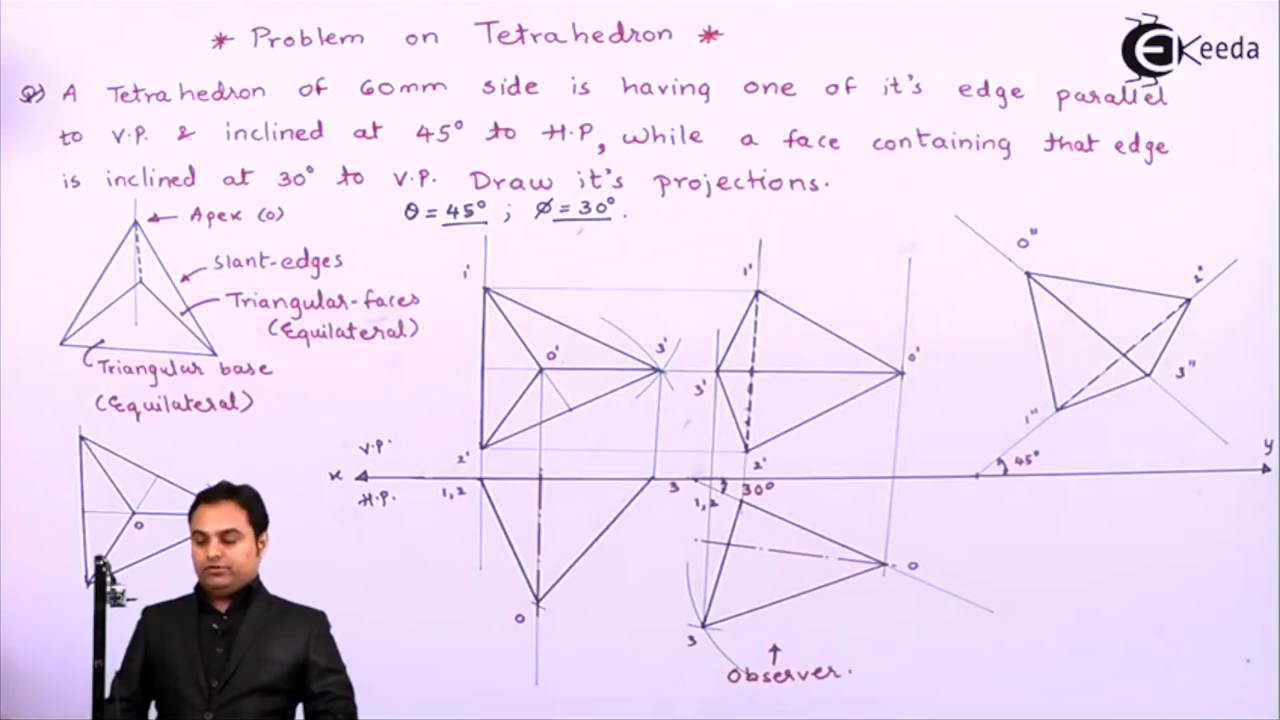 * Problem on Tetrahedron *
Ekeeda
Q) A Tetrahedron of 60mm side is having one of it's edge parallel
to V.P. & inclined at 45° to H.P, while a face containing that edge
is inclined at 30° to V.P. Draw it's projections.
θ = 45° ; Ø = 30°.
Apex (o)
Slant-edges
Triangular-faces
(Equilateral)
Triangular base
(Equilateral)
o
1'
o'
3'
2'
1'
3'
o'
2'
o"
2"
3"
1"
45°
V.P.
x
y
H.P.
1,2
3
1,2
30°
o
o
3
Observer.